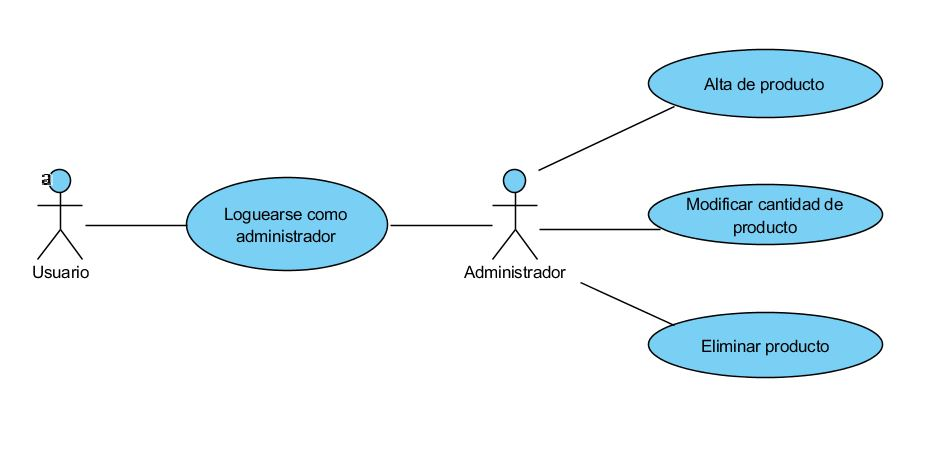 Alta de producto
a
Loguearse como
administrador
Modificar cantidad de
producto
Usuario
Administrador
Eliminar producto